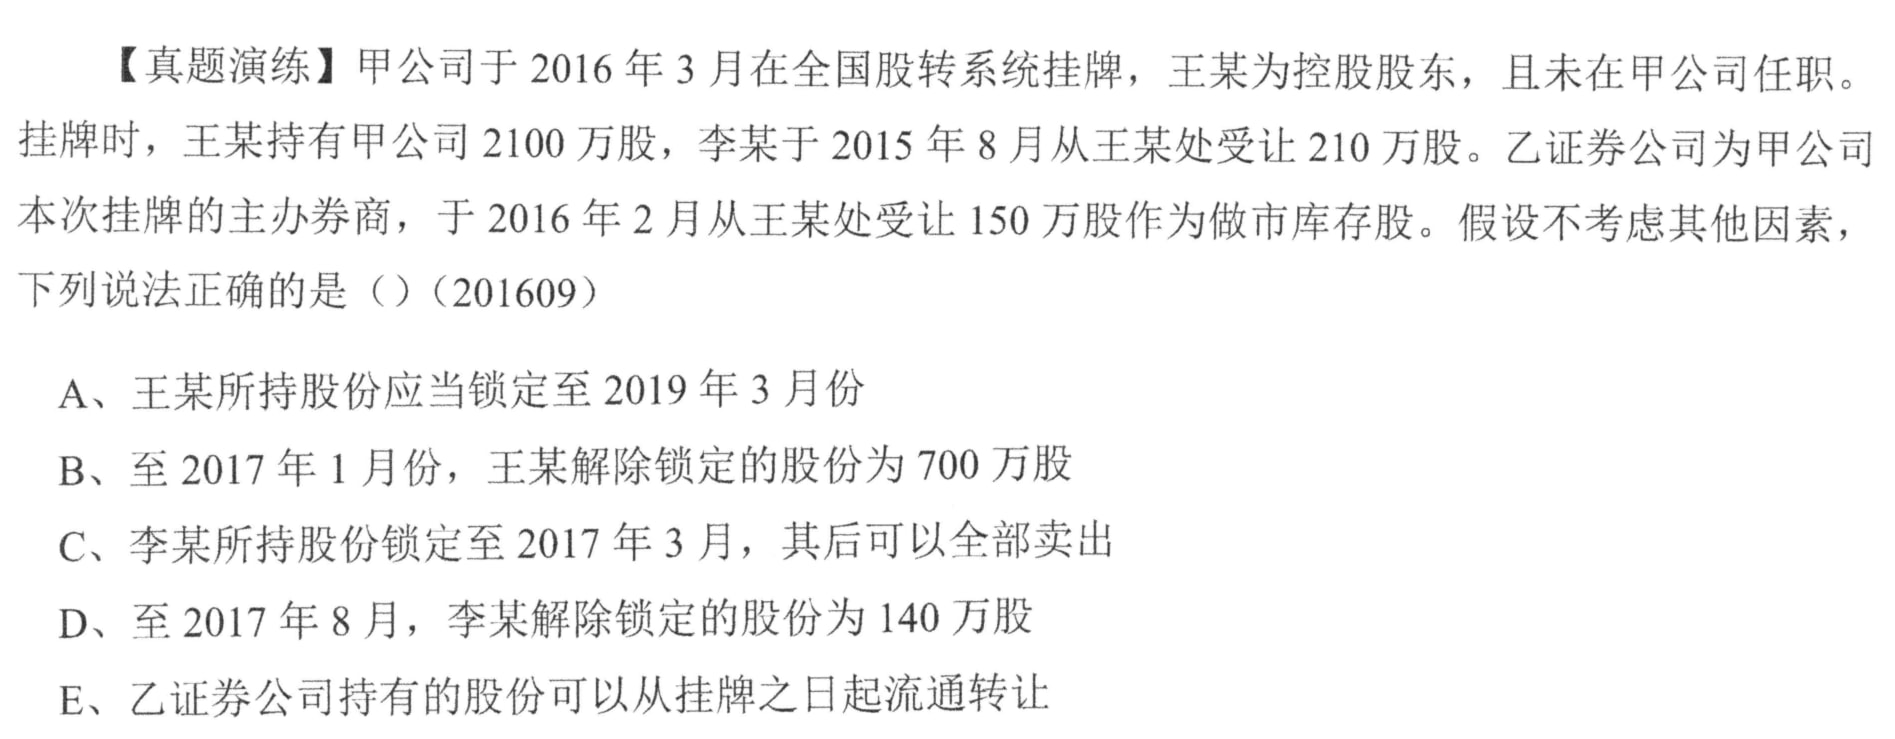 【真题演练】甲公司于 2016 年 3 月在全国股转系统挂牌，王某为控股股东，且未在甲公司任职。
挂牌时，王某持有甲公司 2100 万股，李某于 2015 年 8 月从王某处受让 210 万股。乙证券公司为甲公司
本次挂牌的主办券商，于 2016 年 2 月从王某处受让 150 万股作为做市库存股。假设不考虑其他因素，
下列说法正确的是（）（201609）
A、王某所持股份应当锁定至 2019 年 3 月份
B、至 2017 年 1 月份，王某解除锁定的股份为 700 万股
C、李某所持股份锁定至 2017 年 3 月，其后可以全部卖出
D、至 2017 年 8 月，李某解除锁定的股份为 140 万股
E、乙证券公司持有的股份可以从挂牌之日起流通转让